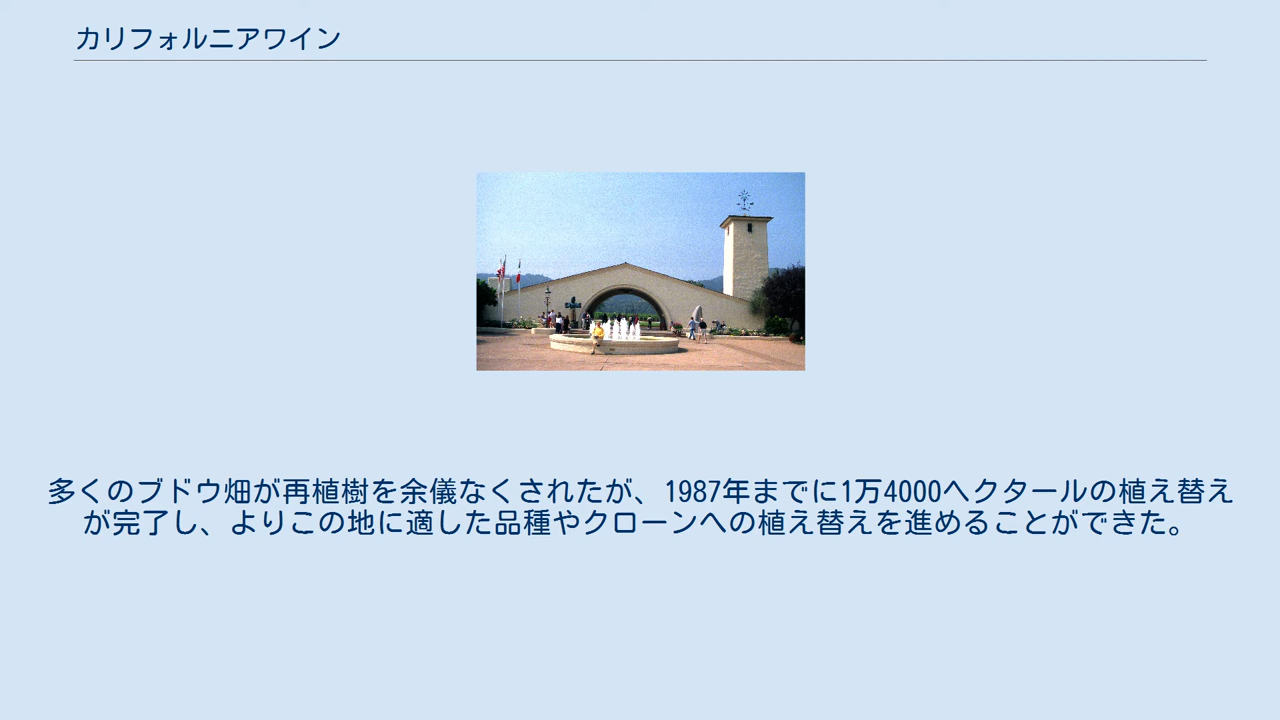 カリフォルニアワイン
多くのブドウ畑が再植樹を余儀なくされたが、1987年までに1万4000ヘクタールの植え替え
が完了し、よりこの地に適した品種やクローンへの植え替えを進めることができた。